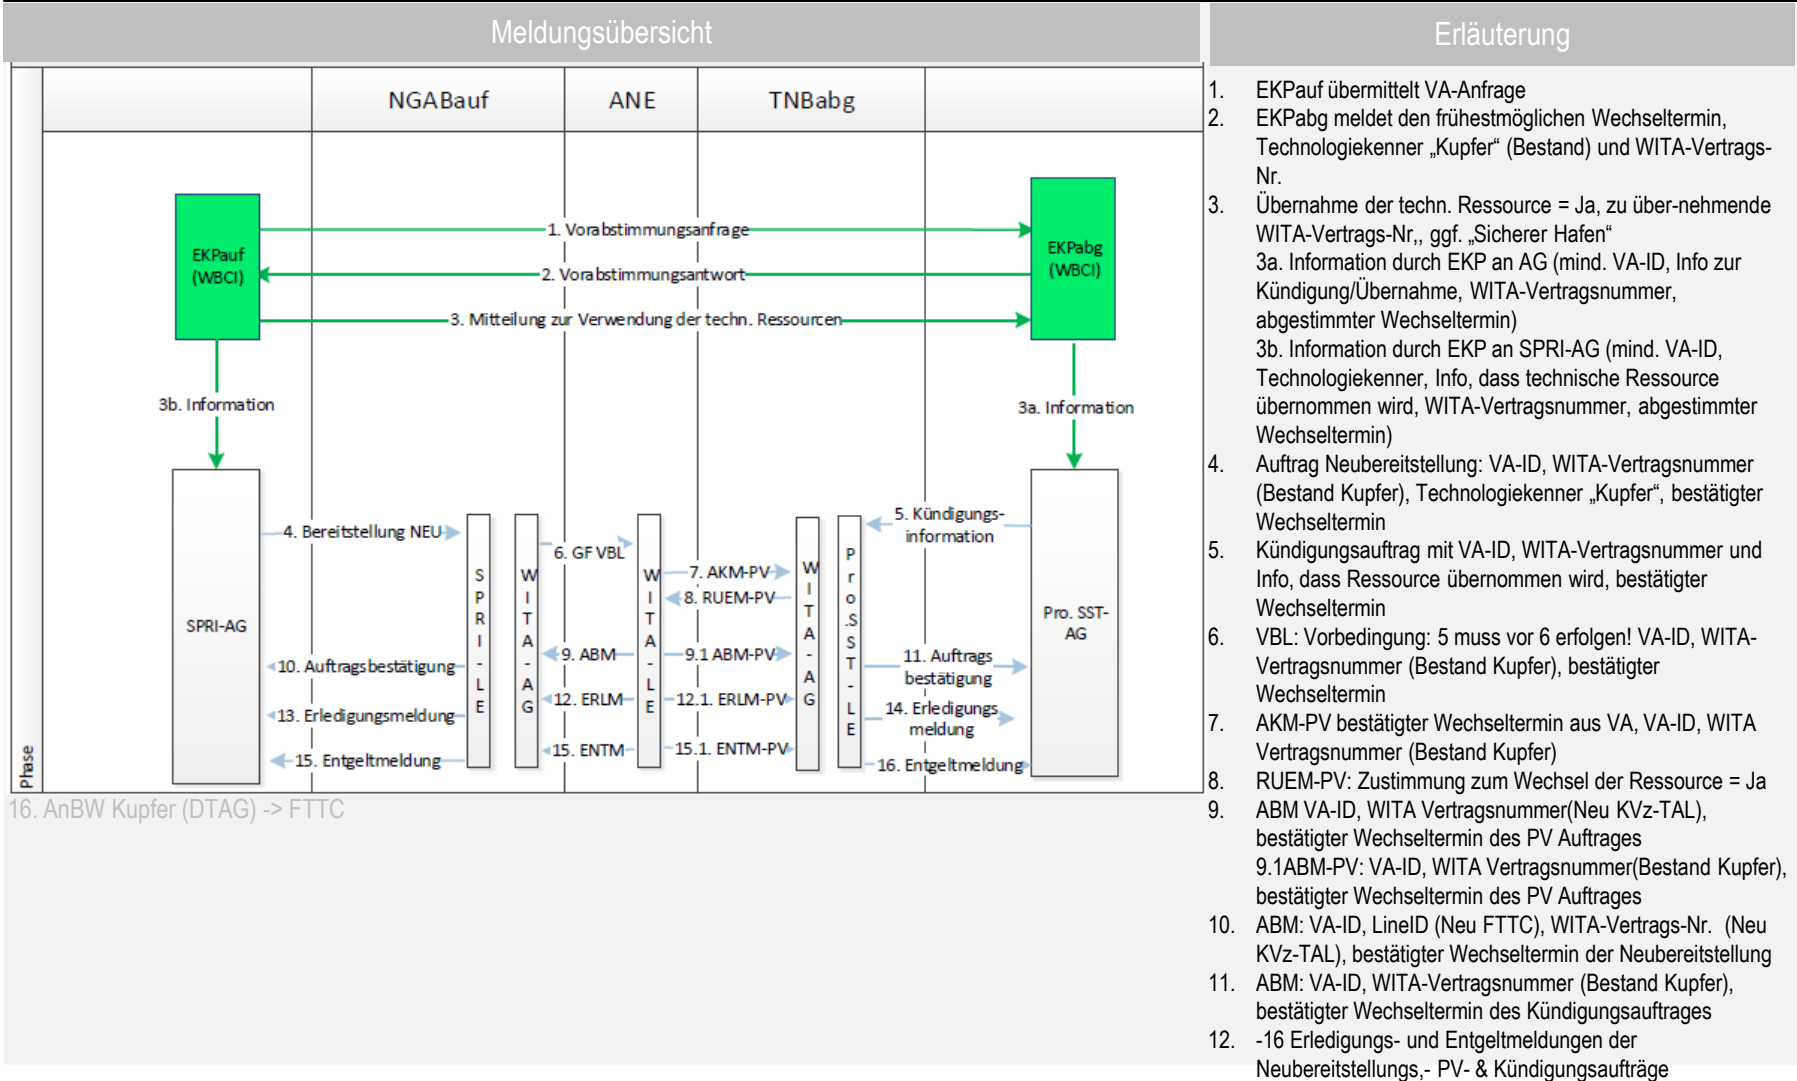 Meldungsübersicht
Erläuterung
NGABauf
ANE
TNBabg
EKPauf
(WBCI)
EKPabg
(WBCI)
1. Vorabstimmungsanfrage
2. Vorabstimmungsantwort
3. Mitteilung zur Verwendung der techn. Ressourcen
3b. Information
3a. Information
SPRI-AG
4. Bereitstellung NEU
10. Auftragsbestätigung
13. Erledigungsmeldung
15. Entgeltmeldung
SPRI-LE
WITA-AG
6. GF VBL
9. ABM
12. ERLM
15. ENTM
WITA-LE
7. AKM-PV
8. RUEM-PV
9.1 ABM-PV
12.1. ERLM-PV
15.1. ENTM-PV
WITA-AG
Pro.SST-LE
5. Kündigungs-
information
11. Auftrags
bestätigung
14. Erledigungs
meldung
16. Entgeltmeldung
Pro. SST-
AG
Phase
16. AnBW Kupfer (DTAG) -> FTTC
1. EKPauf übermittelt VA-Anfrage
2. EKPabg meldet den frühestmöglichen Wechseltermin,
Technologiekenner „Kupfer“ (Bestand) und WITA-Vertrags-
Nr.
3. Übernahme der techn. Ressource = Ja, zu über-nehmende
WITA-Vertrags-Nr,, ggf. „Sicherer Hafen“
3a. Information durch EKP an AG (mind. VA-ID, Info zur
Kündigung/Übernahme, WITA-Vertragsnummer,
abgestimmter Wechseltermin)
3b. Information durch EKP an SPRI-AG (mind. VA-ID,
Technologiekenner, Info, dass technische Ressource
übernommen wird, WITA-Vertragsnummer, abgestimmter
Wechseltermin)
4. Auftrag Neubereitstellung: VA-ID, WITA-Vertragsnummer
(Bestand Kupfer), Technologiekenner „Kupfer“, bestätigter
Wechseltermin
5. Kündigungsauftrag mit VA-ID, WITA-Vertragsnummer und
Info, dass Ressource übernommen wird, bestätigter
Wechseltermin
6. VBL: Vorbedingung: 5 muss vor 6 erfolgen! VA-ID, WITA-
Vertragsnummer (Bestand Kupfer), bestätigter
Wechseltermin
7. AKM-PV bestätigter Wechseltermin aus VA, VA-ID, WITA
Vertragsnummer (Bestand Kupfer)
8. RUEM-PV: Zustimmung zum Wechsel der Ressource = Ja
9. ABM VA-ID, WITA Vertragsnummer(Neu KVz-TAL),
bestätigter Wechseltermin des PV Auftrages
9.1ABM-PV: VA-ID, WITA Vertragsnummer(Bestand Kupfer),
bestätigter Wechseltermin des PV Auftrages
10. ABM: VA-ID, LineID (Neu FTTC), WITA-Vertrags-Nr. (Neu
KVz-TAL), bestätigter Wechseltermin der Neubereitstellung
11. ABM: VA-ID, WITA-Vertragsnummer (Bestand Kupfer),
bestätigter Wechseltermin des Kündigungsauftrages
12. -16 Erledigungs- und Entgeltmeldungen der
Neubereitstellungs,- PV- & Kündigungsaufträge